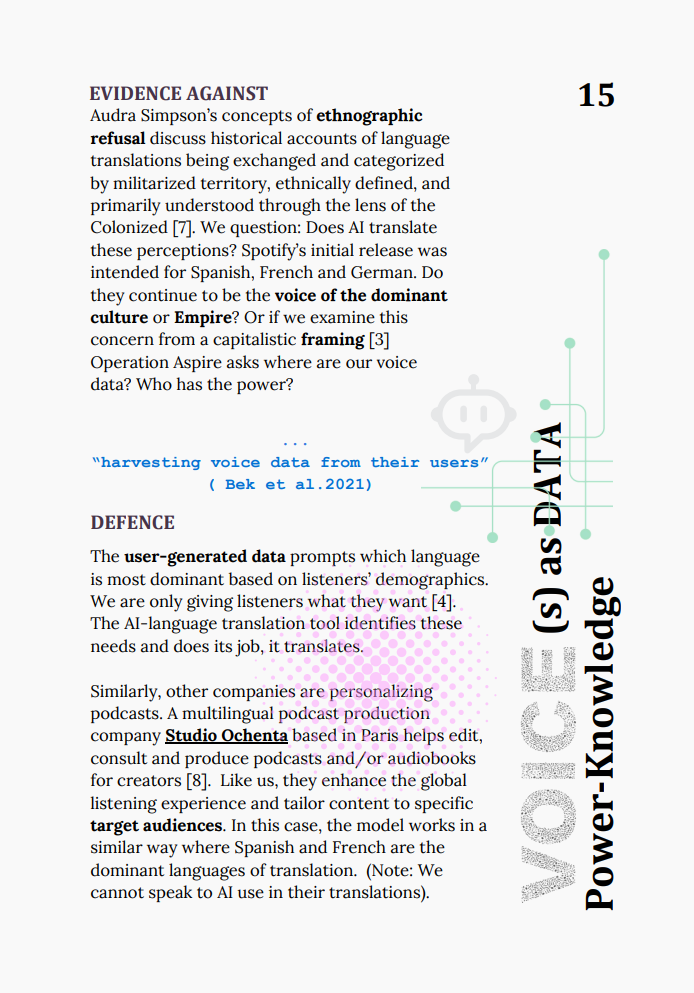 EVIDENCE AGAINST
15
Audra Simpson’s concepts of ethnographic
refusal discuss historical accounts of language
translations being exchanged and categorized
by militarized territory, ethnically defined, and
primarily understood through the lens of the
Colonized [7]. We question: Does AI translate
these perceptions? Spotify’s initial release was
intended for Spanish, French and German. Do
they continue to be the voice of the dominant
culture or Empire? Or if we examine this
concern from a capitalistic framing [3]
Operation Aspire asks where are our voice
data? Who has the power?
...
“harvesting voice data from their users”
( Bek et al.2021)
DEFENCE
The user-generated data prompts which language
is most dominant based on listeners’ demographics.
We are only giving listeners what they want [4].
The AI-language translation tool identifies these
needs and does its job, it translates.
Similarly, other companies are personalizing
podcasts. A multilingual podcast production
company Studio Ochenta based in Paris helps edit,
consult and produce podcasts and/or audiobooks
for creators [8].  Like us, they enhance the global
listening experience and tailor content to specific
target audiences. In this case, the model works in a
similar way where Spanish and French are the
dominant languages of translation.  (Note: We
cannot speak to AI use in their translations).
VOICE (s) as DATA
Power-Knowledge